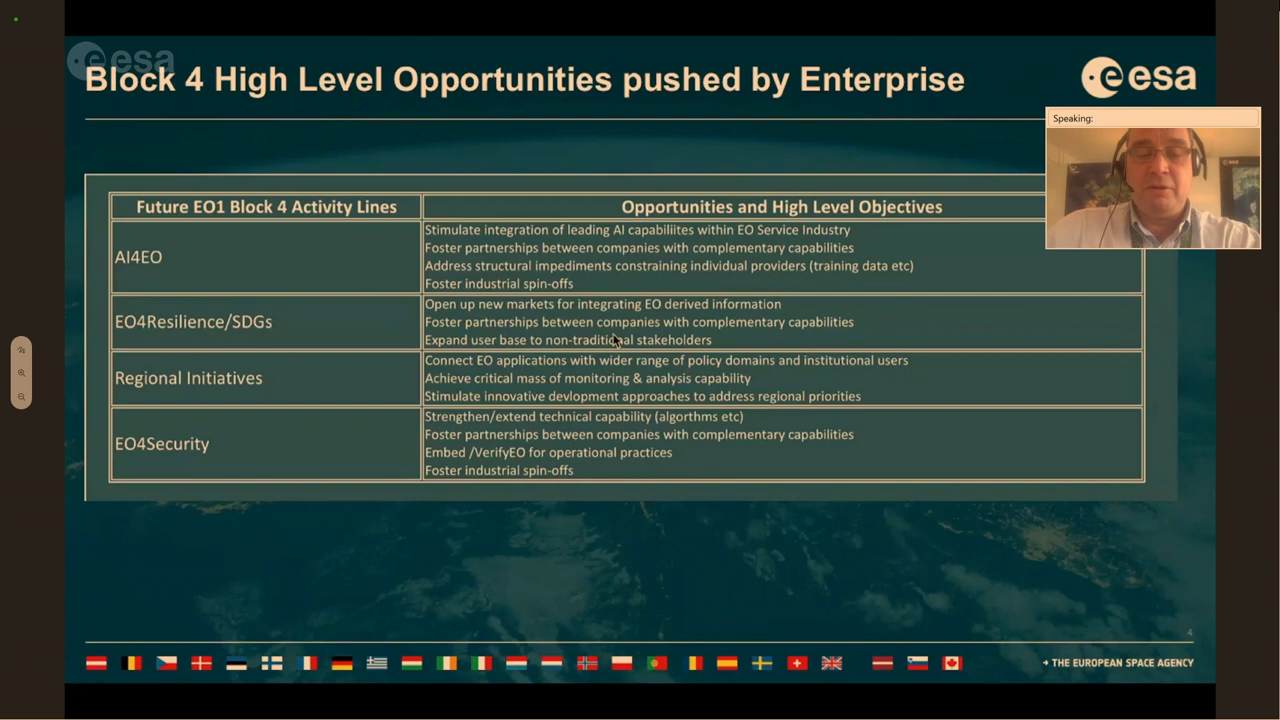 esa
Block 4 High Level Opportunities pushed by Enterprise
esa
Speaking:
Future EO1 Block 4 Activity Lines
Opportunities and High Level Objectives
AI4EO
Stimulate integration of leading AI capabiliites within EO Service Industry
Foster partnerships between companies with complementary capabilities
Address structural impediments constraining individual providers (training data etc)
Foster industrial spin-offs
EO4Resilience/SDGs
Open up new markets for integrating EO derived information
Foster partnerships between companies with complementary capabilities
Expand user base to non-traditional stakeholders
Regional Initiatives
Connect EO applications with wider range of policy domains and institutional users
Achieve critical mass of monitoring & analysis capability
Stimulate innovative devlopment approaches to address regional priorities
EO4Security
Strengthen/extend technical capability (algorthms etc)
Foster partnerships between companies with complementary capabilities
Embed /VerifyEO for operational practices
Foster industrial spin-offs
4
→ THE EUROPEAN SPACE AGENCY